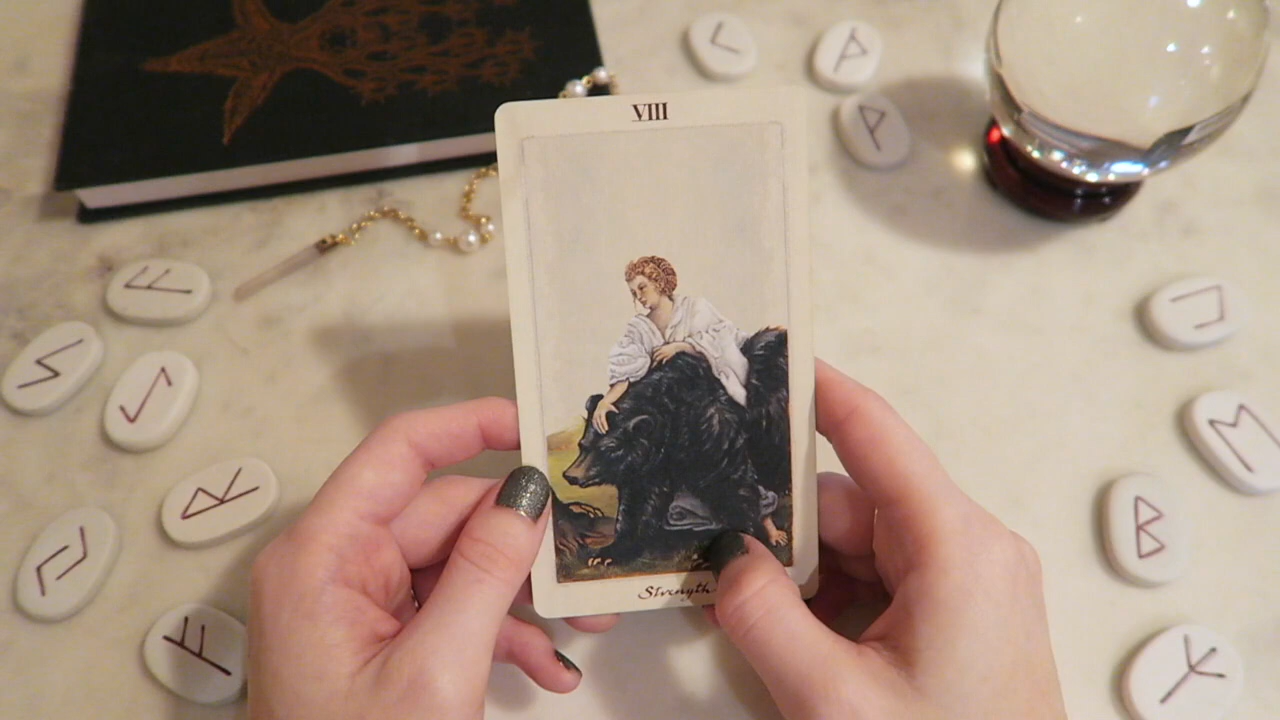 VIII
Strength
ᚲ
ᚨ
ᛊ
ᛇ
ᚱ
ᛃ
ᚠ
ᚢ
ᛖ
ᛒ
ᛉ